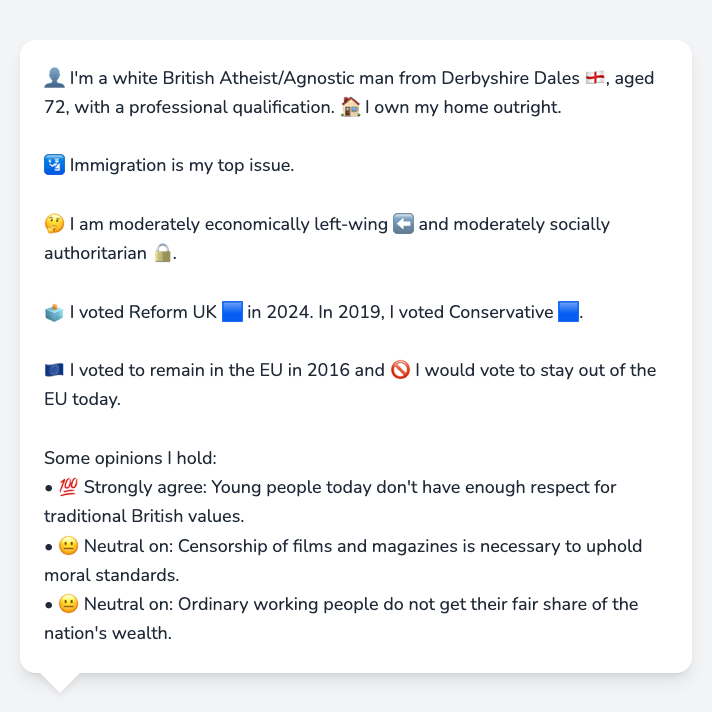 👤 I'm a white British Atheist/Agnostic man from Derbyshire Dales 🏴󠁧󠁢󠁥󠁮󠁧󠁿, aged
72, with a professional qualification. 🏠 I own my home outright.
🛂 Immigration is my top issue.
🤔 I am moderately economically left-wing ⬅️ and moderately socially
authoritarian 🔒.
🗳️ I voted Reform UK 🟦 in 2024. In 2019, I voted Conservative 🟦.
🇪🇺 I voted to remain in the EU in 2016 and 🚫 I would vote to stay out of the
EU today.
Some opinions I hold:
• 💯 Strongly agree: Young people today don't have enough respect for
traditional British values.
• 😐 Neutral on: Censorship of films and magazines is necessary to uphold
moral standards.
• 😐 Neutral on: Ordinary working people do not get their fair share of the
nation's wealth.